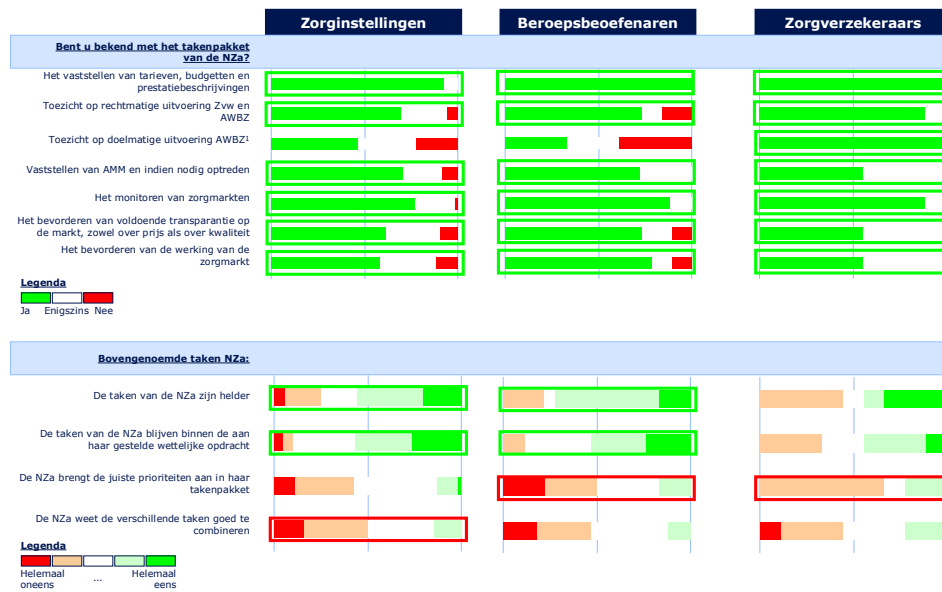 Zorginstellingen
Beroepsbeoefenaren
Zorgverzekeraars
Bent u bekend met het takenpakket
van de NZa?
Het vaststellen van tarieven, budgetten en
prestatiebeschrijvingen
Toezicht op rechtmatige uitvoering Zvw en
AWBZ
Toezicht op doelmatige uitvoering AWBZ¹
Vaststellen van AMM en indien nodig optreden
Het monitoren van zorgmarkten
Het bevorderen van voldoende transparantie op
de markt, zowel over prijs als over kwaliteit
Het bevorderen van de werking van de
zorgmarkt
Legenda
Ja Enigszins Nee
Bovengenoemde taken NZa:
De taken van de NZa zijn helder
De taken van de NZa blijven binnen de aan
haar gestelde wettelijke opdracht
De NZa brengt de juiste prioriteiten aan in haar
takenpakket
De NZa weet de verschillende taken goed te
combineren
Legenda
Helemaal
oneens
...
Helemaal
eens